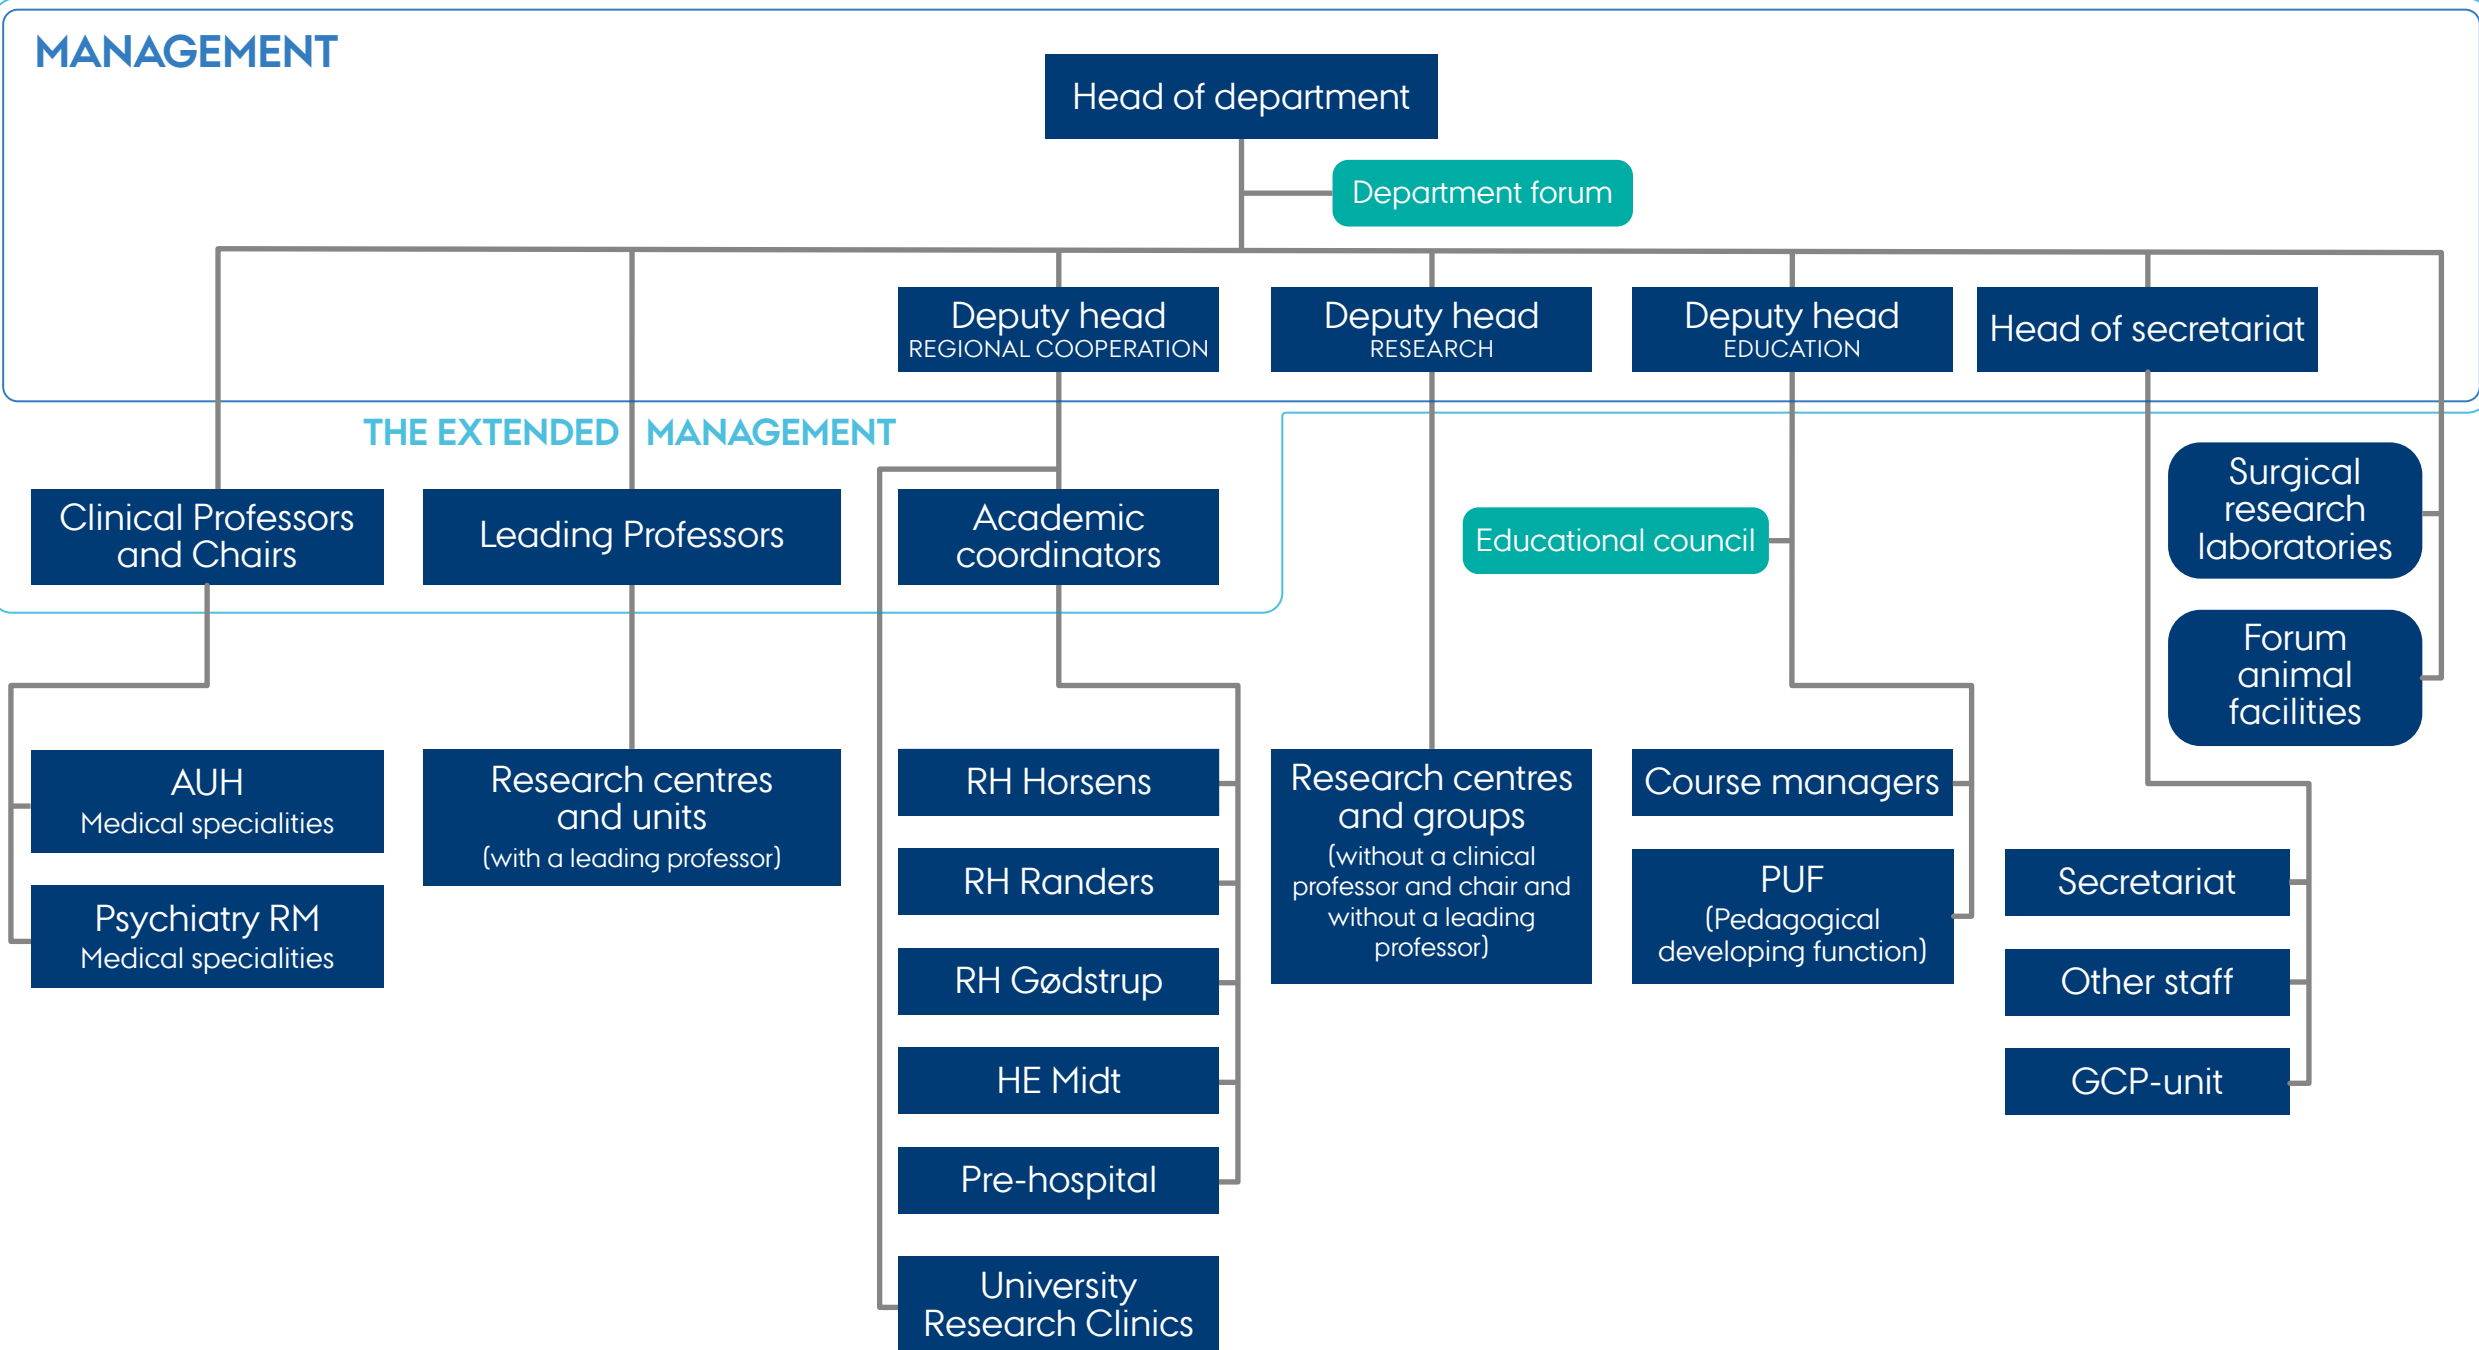 MANAGEMENT
Head of department
Department forum
Deputy head
REGIONAL COOPERATION
Deputy head
RESEARCH
Deputy head
EDUCATION
Head of secretariat
THE EXTENDED MANAGEMENT
Clinical Professors
and Chairs
Leading Professors
Academic
coordinators
Educational council
Surgical
research
laboratories
Forum
animal
facilities
AUH
Medical specialities
Psychiatry RM
Medical specialities
Research centres
and units
(with a leading professor)
RH Horsens
RH Randers
RH Gødstrup
HE Midt
Pre-hospital
University
Research Clinics
Research centres
and groups
(without a clinical
professor and chair and
without a leading
professor)
Course managers
PUF
(Pedagogical
developing function)
Secretariat
Other staff
GCP-unit